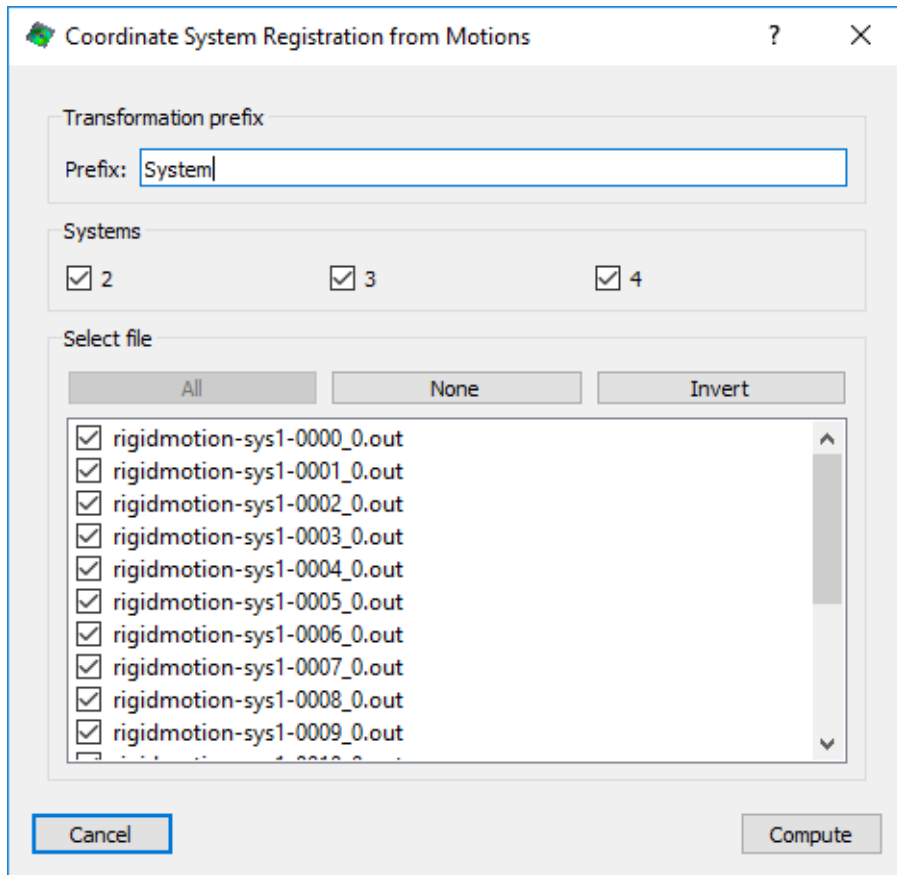 Coordinate System Registration from Motions ? ×
Transformation prefix
Prefix: System
Systems
2 3 4
Select file
All None Invert
rigidmotion-sys1-0000_0.out
rigidmotion-sys1-0001_0.out
rigidmotion-sys1-0002_0.out
rigidmotion-sys1-0003_0.out
rigidmotion-sys1-0004_0.out
rigidmotion-sys1-0005_0.out
rigidmotion-sys1-0006_0.out
rigidmotion-sys1-0007_0.out
rigidmotion-sys1-0008_0.out
rigidmotion-sys1-0009_0.out
Cancel Compute